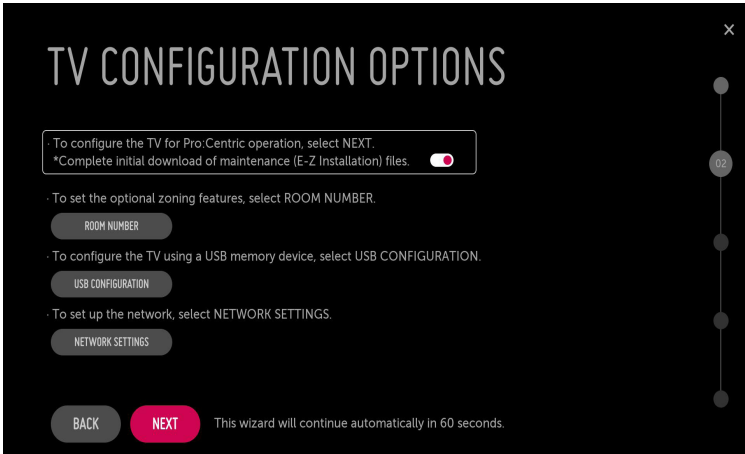 ×
TV CONFIGURATION OPTIONS
· To configure the TV for Pro:Centric operation, select NEXT.
*Complete initial download of maintenance (E-Z Installation) files.
02
· To set the optional zoning features, select ROOM NUMBER.
ROOM NUMBER
· To configure the TV using a USB memory device, select USB CONFIGURATION.
USB CONFIGURATION
· To set up the network, select NETWORK SETTINGS.
NETWORK SETTINGS
BACK NEXT This wizard will continue automatically in 60 seconds.